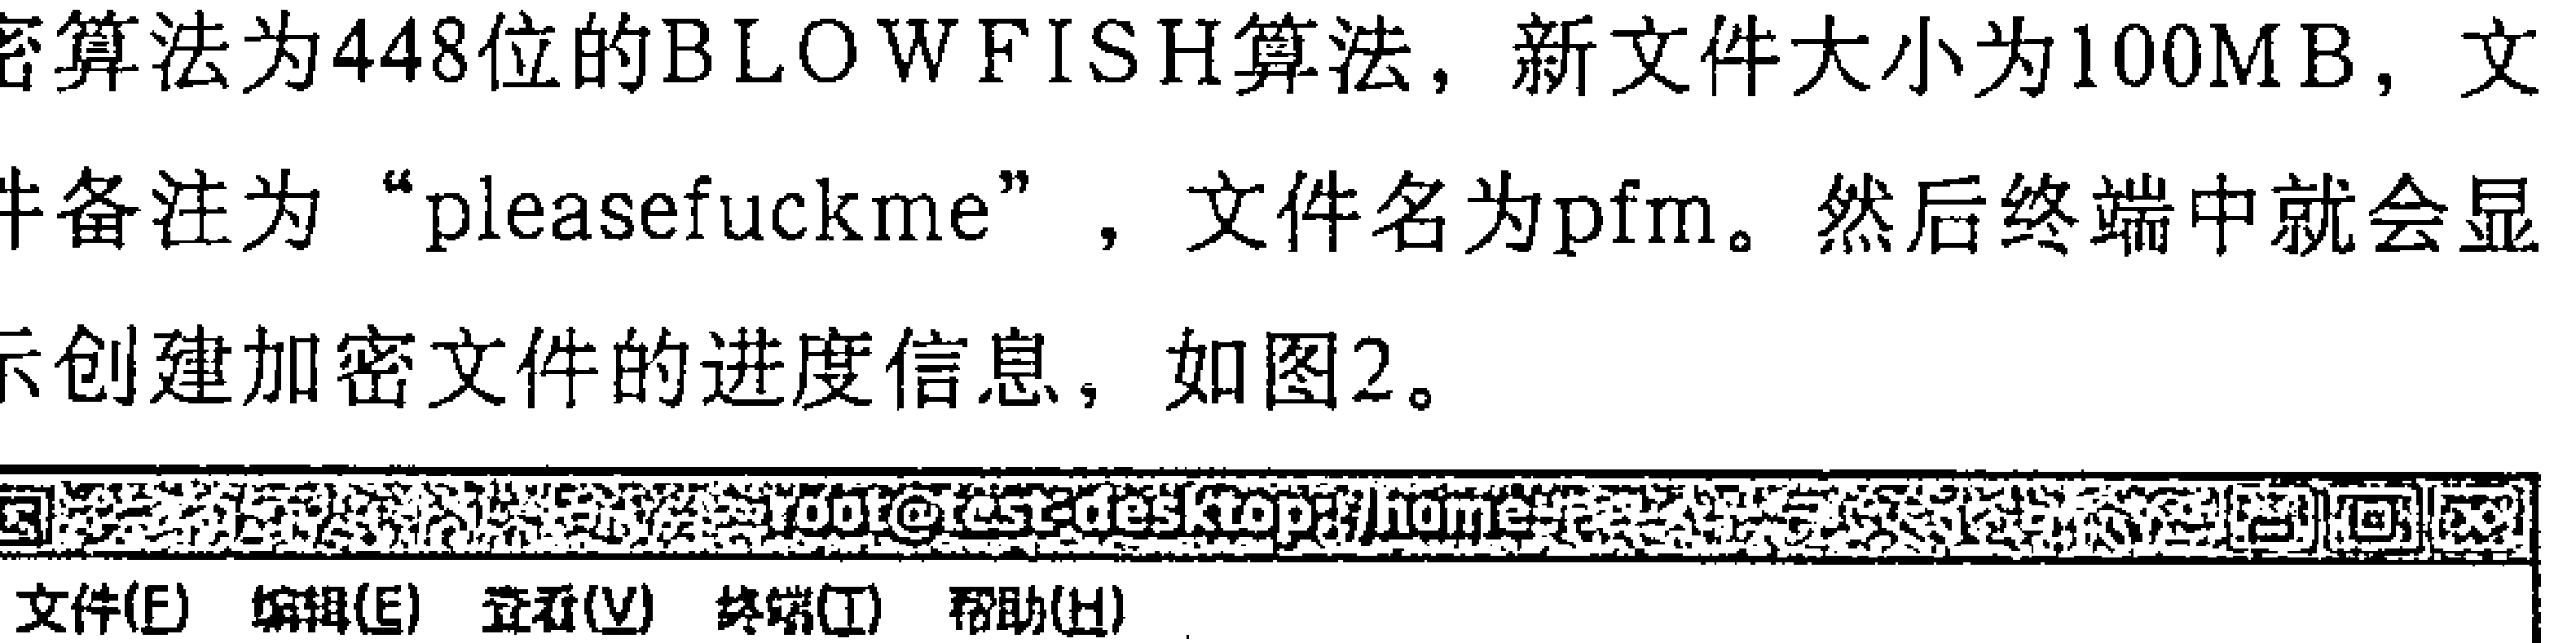 密算法为448位的BLOWFISH算法，新文件大小为100MB，文
件备注为“pleasefuckme”，文件名为pfm。然后终端中就会显
示创建加密文件的进度信息，如图2。
root@test-desktop:/home
文件(F) 编辑(E) 查看(V) 终端(T) 帮助(H)